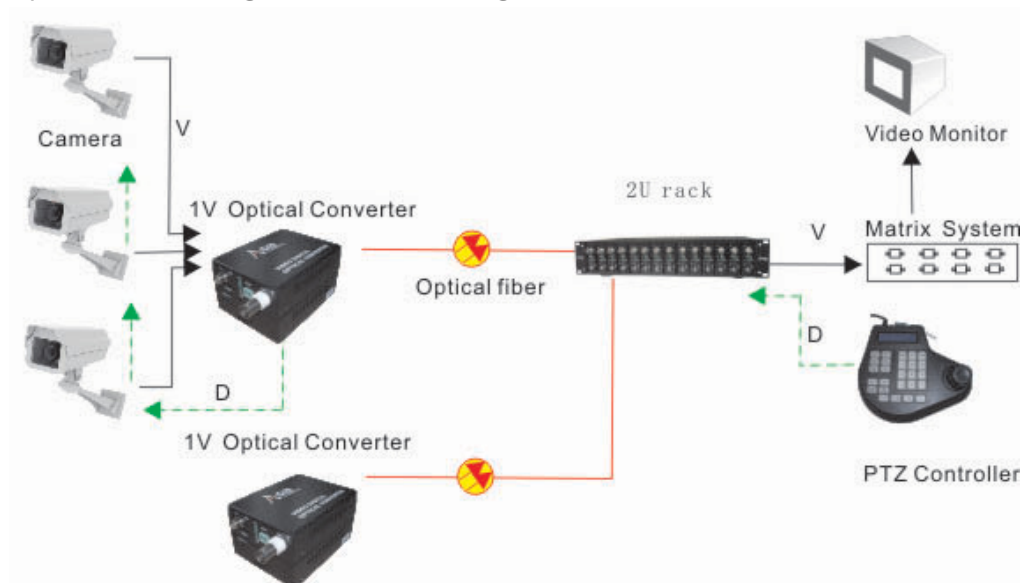 Camera
V
1V Optical Converter
Optical fiber
2U rack
V
Video Monitor
Matrix System
D
D
1V Optical Converter
PTZ Controller